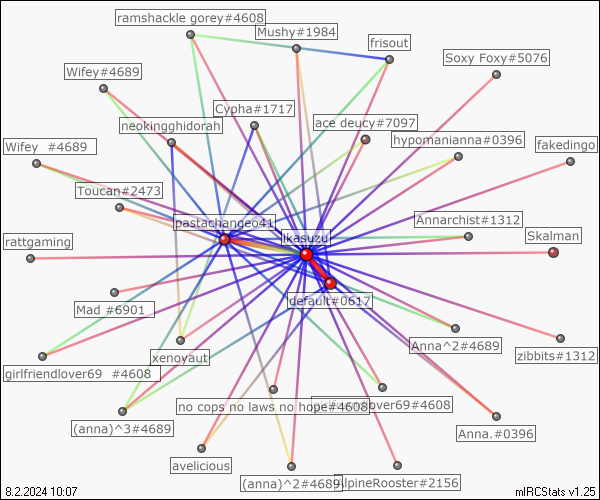 ramshackle gorey#4608
Mushy#1984
frisout
Soxy Foxy#5076
Wifey#4689
Cypha#1717
ace deucy#7097
neokingghidorah
hypomanianna#0396
fakedingo
Wifey #4689
Toucan#2473
pastachangeo41
Annarchist#1312
Skalman
ikasuzu
rattgaming
default#0617
Mad #6901
xenoyaut
Anna^2#4689
zibbits#1312
girlfriendlover69 #4608
no cops no laws no hope#4608
over69#4608
(anna)^3#4689
Anna.#0396
avelicious
(anna)^2#4689
AlpineRooster#2156
8.2.2024 10:07
mIRCStats v1.25